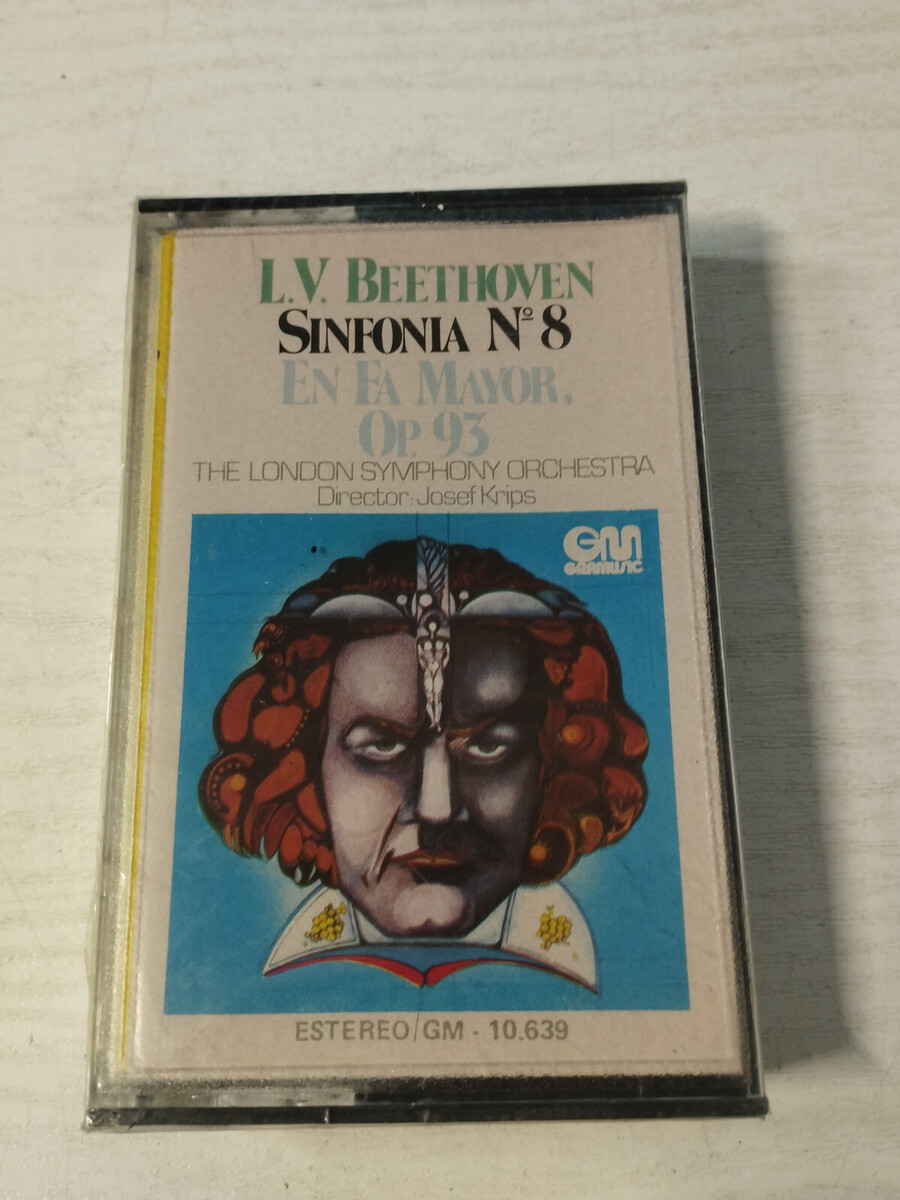 L.V. BEETHOVEN
SINFONIA Nº 8
EN FA MAYOR,
OP. 93
THE LONDON SYMPHONY ORCHESTRA
Director: Josef Krips
GM
GRAMUSIC
ESTEREO/GM - 10.639